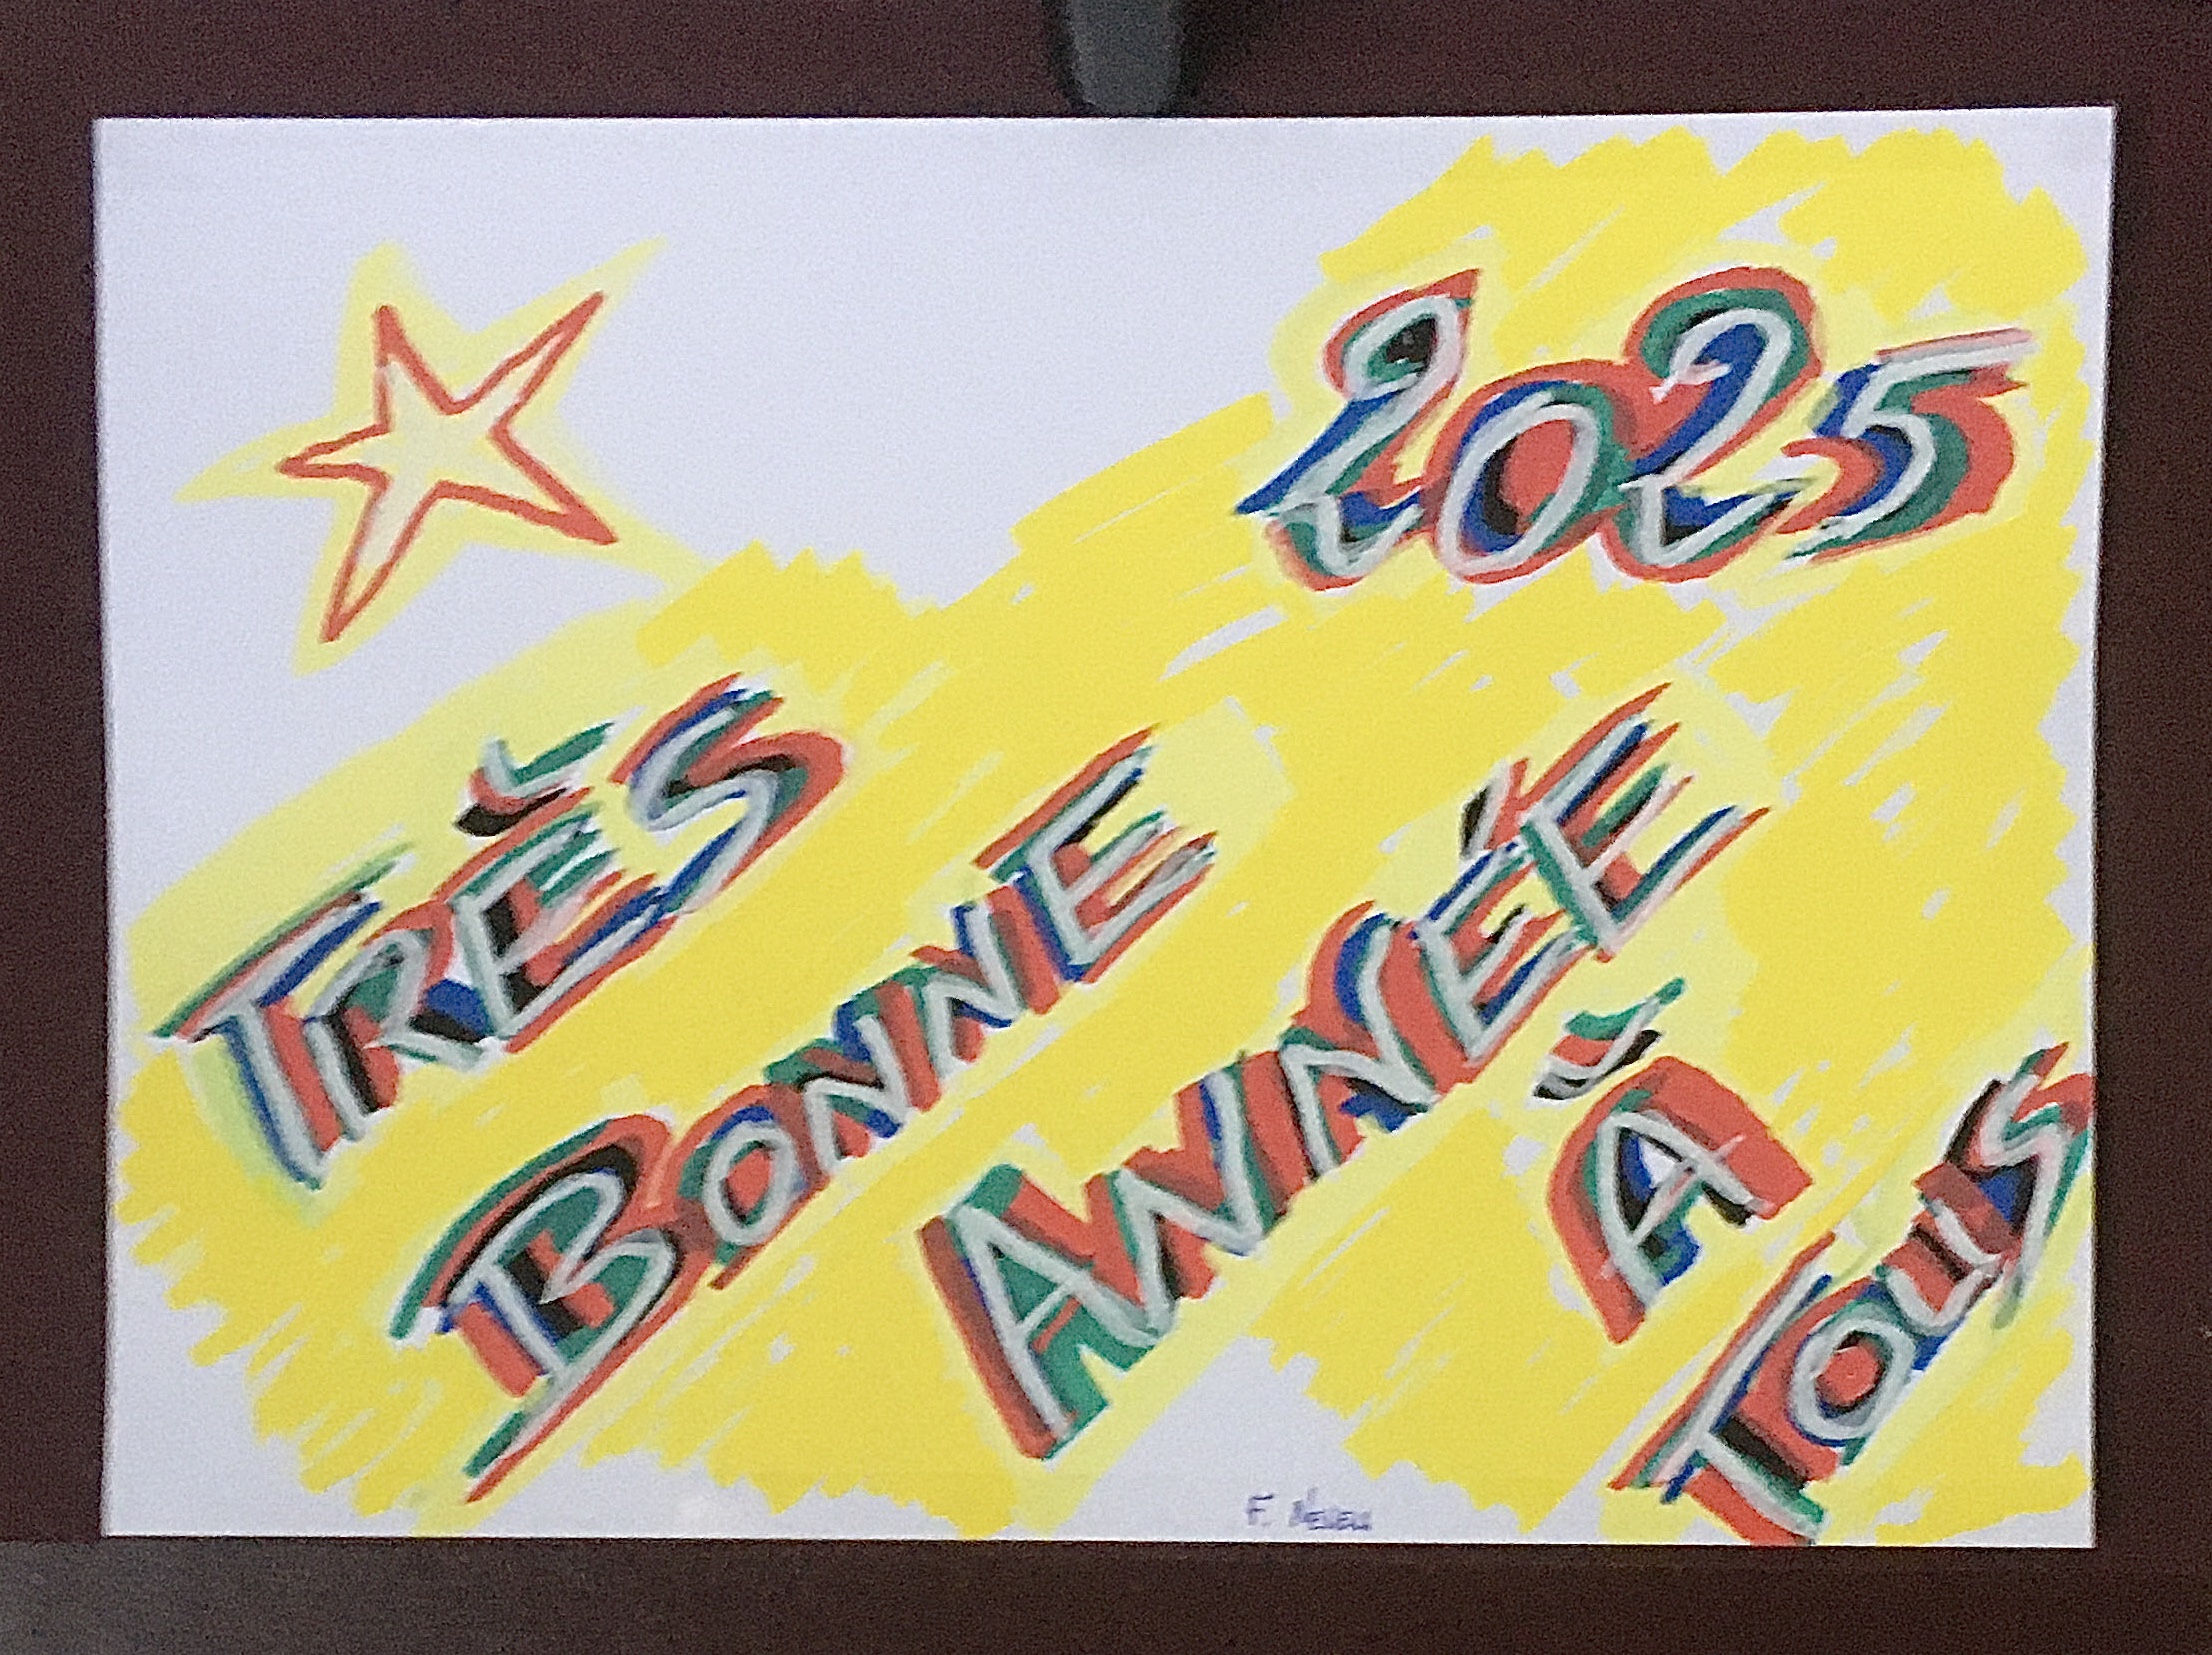 2025
TRÈS
BONNE
ANNÉE
À
TOUS
F.